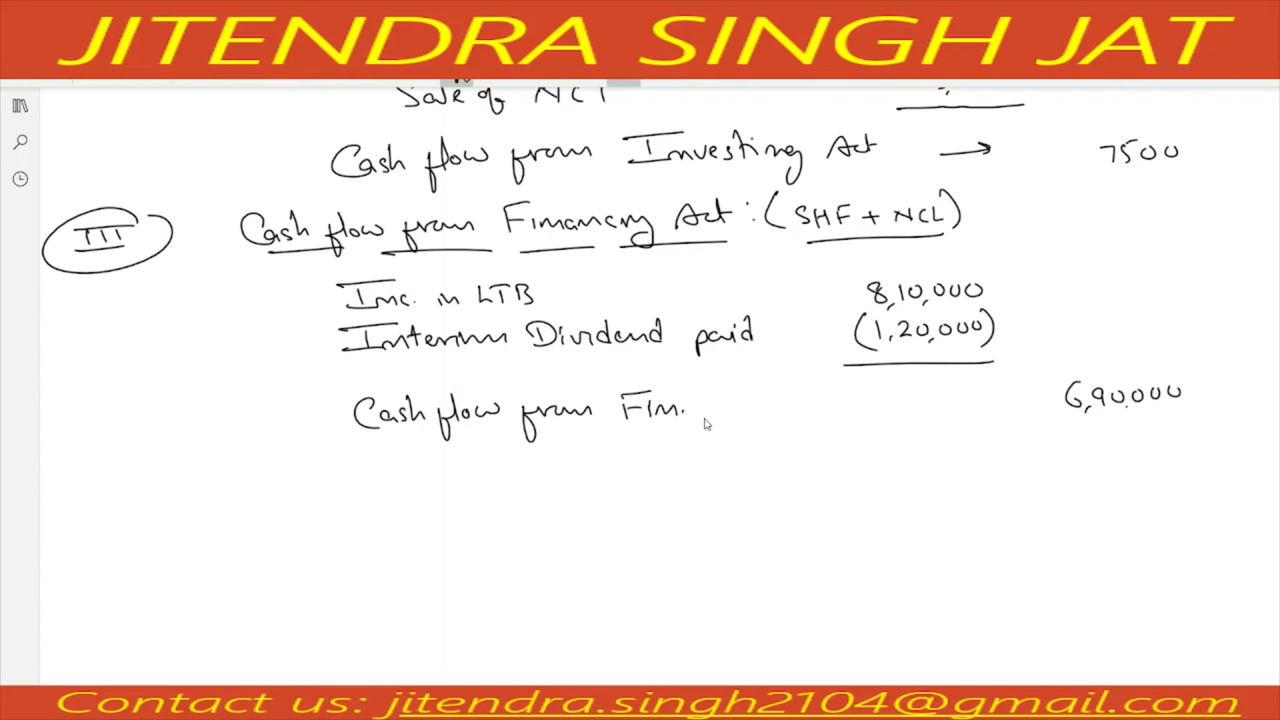 JITENDRA SINGH JAT
Sale of NCI
Cash flow from Investing Act → 7500
III Cash flow from Financing Act : (SHF + NCL)
Inc. in LTB 8,10,000
Interim Dividend paid (1,20,000)
Cash flow from Fin. 6,90,000
Contact us: jitendra.singh2104@gmail.com